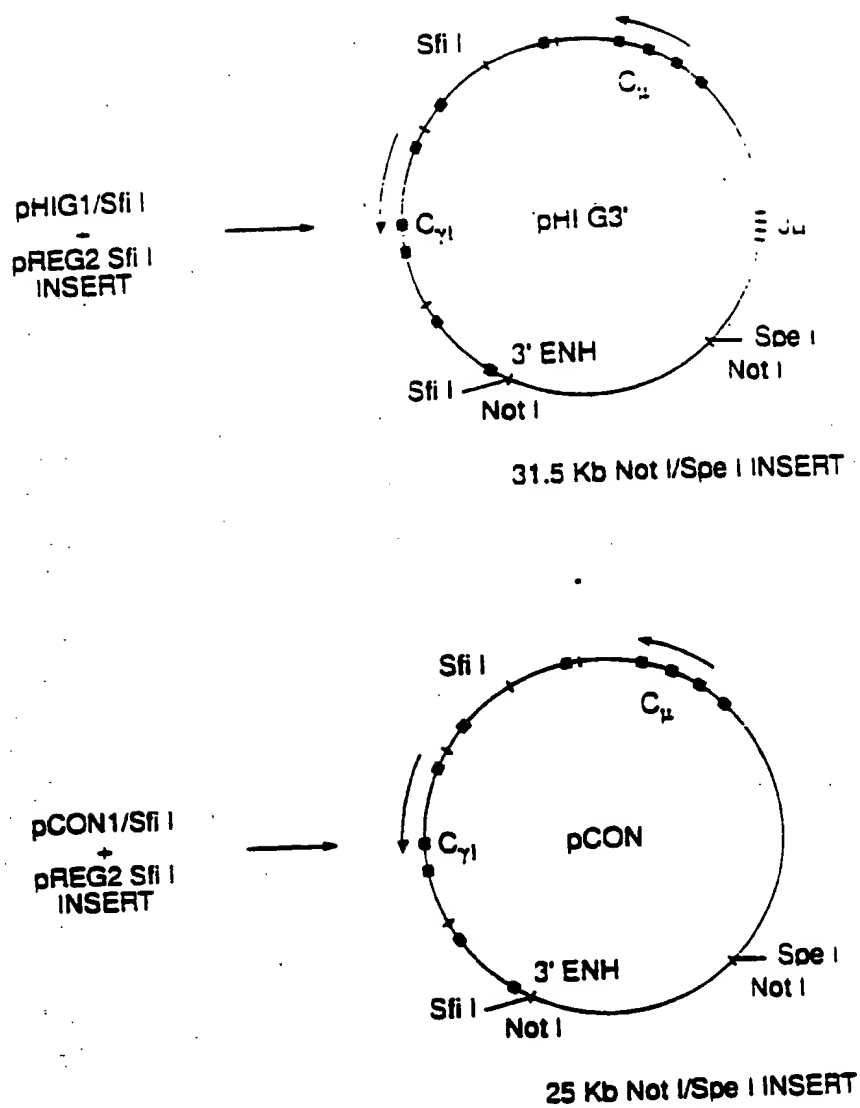 Sfi I
Cμ
pHIG1/Sfi I
+
pREG2 Sfi I
INSERT
Cγ1
pHIG3'
3' ENH
Spe I
Not I
Sfi I
Not I
31.5 Kb Not I/Spe I INSERT
Sfi I
Cμ
pCON1/Sfi I
+
pREG2 Sfi I
INSERT
Cγ1
pCON
3' ENH
Spe I
Not I
Sfi I
Not I
25 Kb Not I/Spe I INSERT